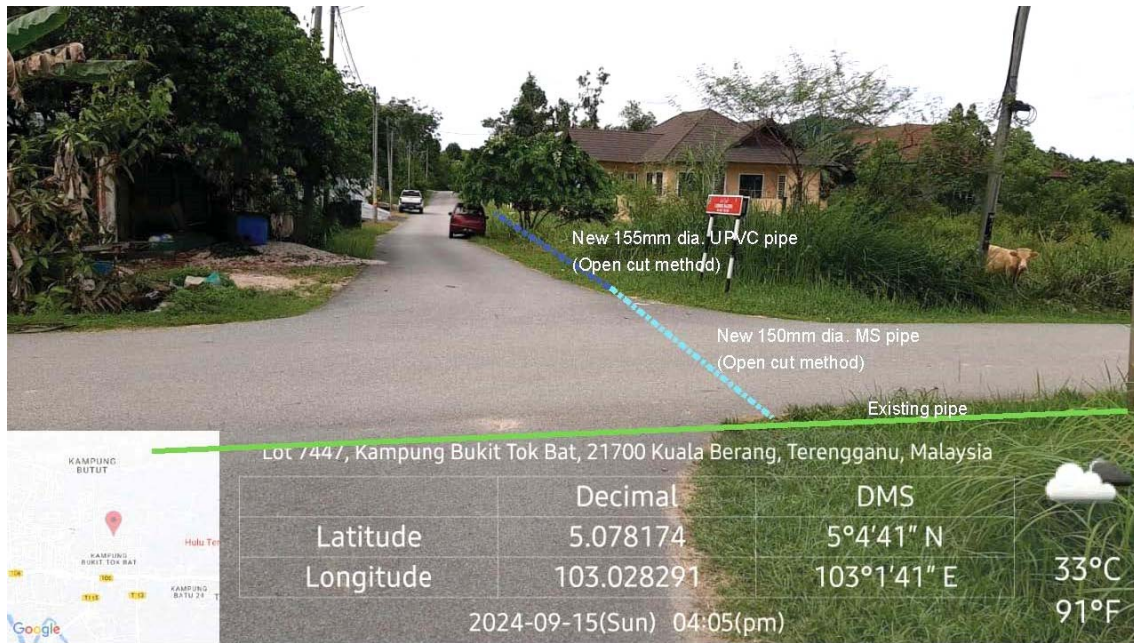 New 155mm dia. UPVC pipe
(Open cut method)
New 150mm dia. MS pipe
(Open cut method)
Existing pipe
Lot 7447, Kampung Bukit Tok Bat, 21700 Kuala Berang, Terengganu, Malaysia
Decimal DMS
Latitude 5.078174 5°4'41" N
Longitude 103.028291 103°1'41" E
2024-09-15(Sun) 04:05(pm)
33°C
91°F
KAMPUNG
BUTUT
Hulu Ter
KAMPUNG
BUKIT TOK BAT
KAMPUNG
BATU 24
106
Google